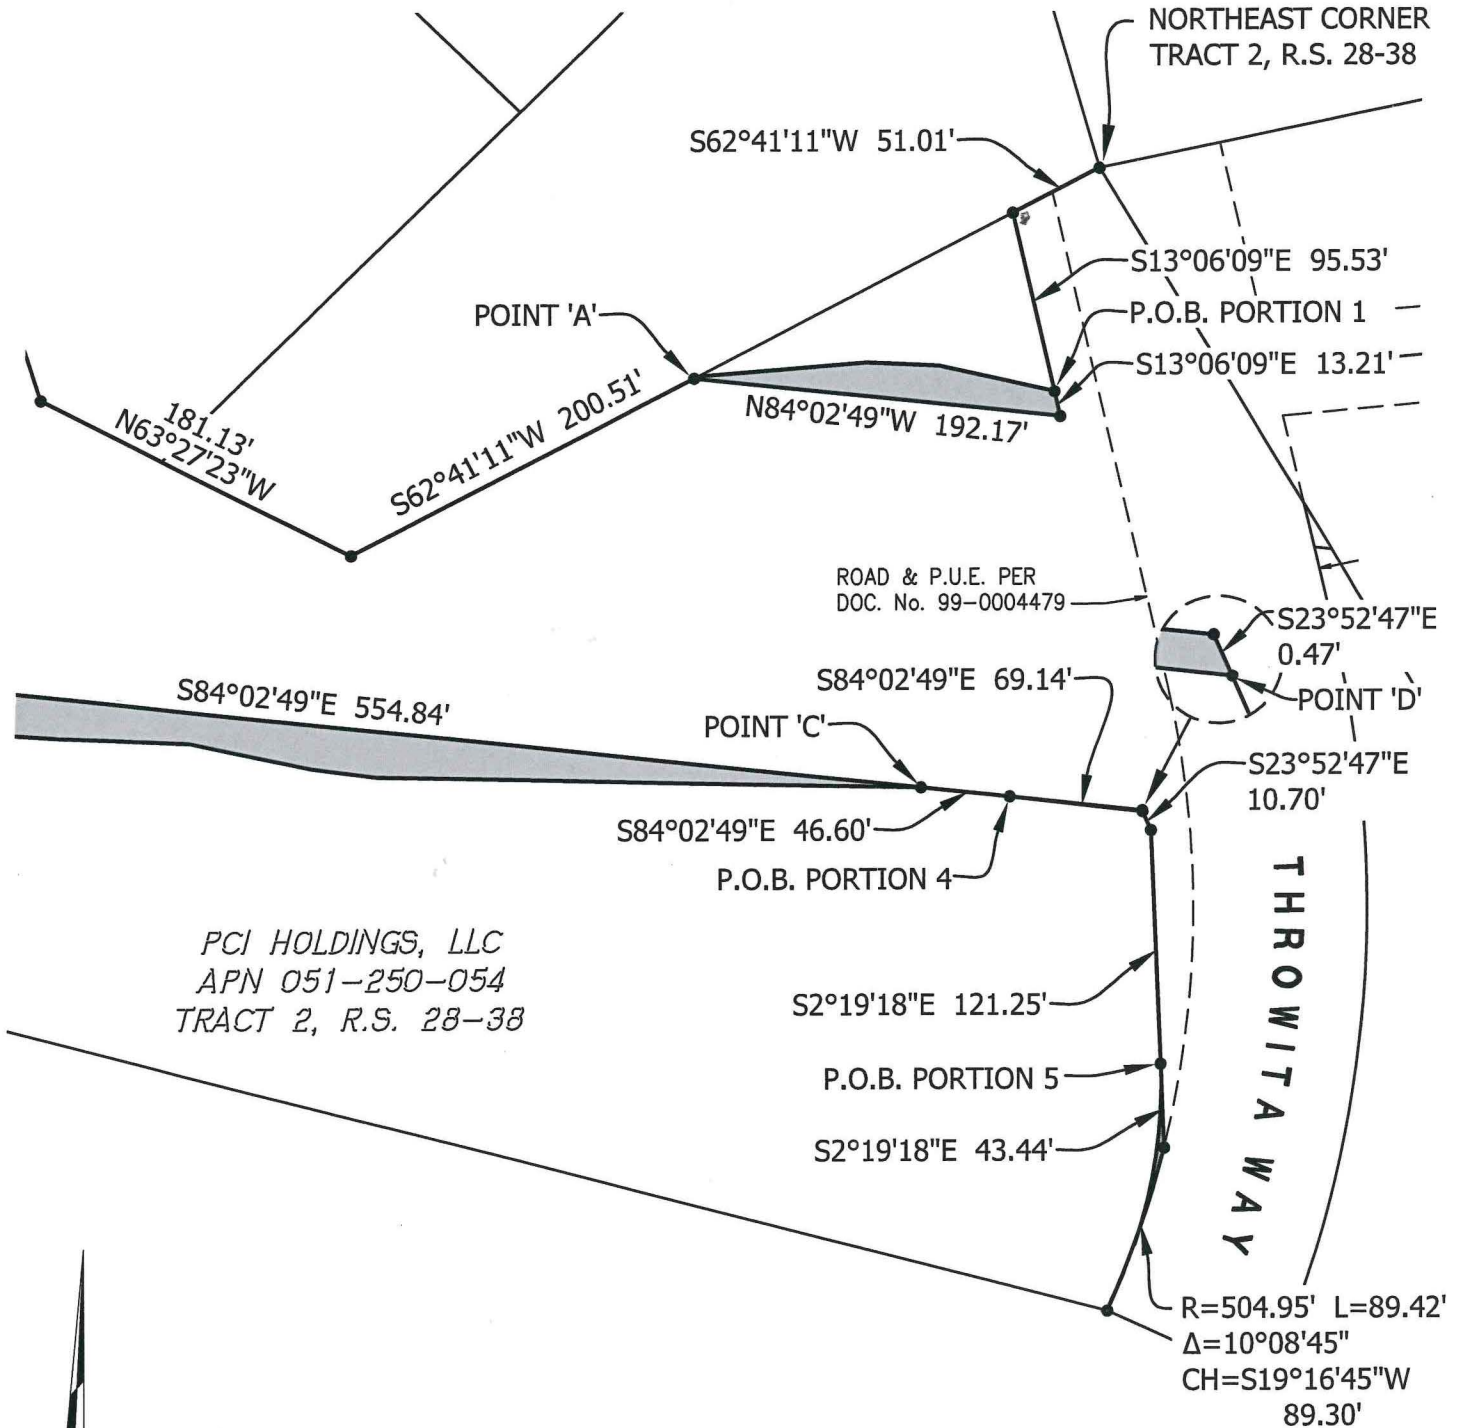 NORTHEAST CORNER
TRACT 2, R.S. 28-38
S62°41'11"W 51.01'
S13°06'09"E 95.53'
POINT 'A'
P.O.B. PORTION 1
S13°06'09"E 13.21'
N84°02'49"W 192.17'
181.13'
N63°27'23"W
S62°41'11"W 200.51'
ROAD & P.U.E. PER
DOC. No. 99-0004479
S23°52'47"E
0.47'
S84°02'49"E 69.14'
S84°02'49"E 554.84'
POINT 'D'
POINT 'C'
S23°52'47"E
10.70'
S84°02'49"E 46.60'
P.O.B. PORTION 4
THROWITA WAY
PCI HOLDINGS, LLC
APN 051-250-054
TRACT 2, R.S. 28-38
S2°19'18"E 121.25'
P.O.B. PORTION 5
S2°19'18"E 43.44'
R=504.95' L=89.42'
Δ=10°08'45"
CH=S19°16'45"W
89.30'